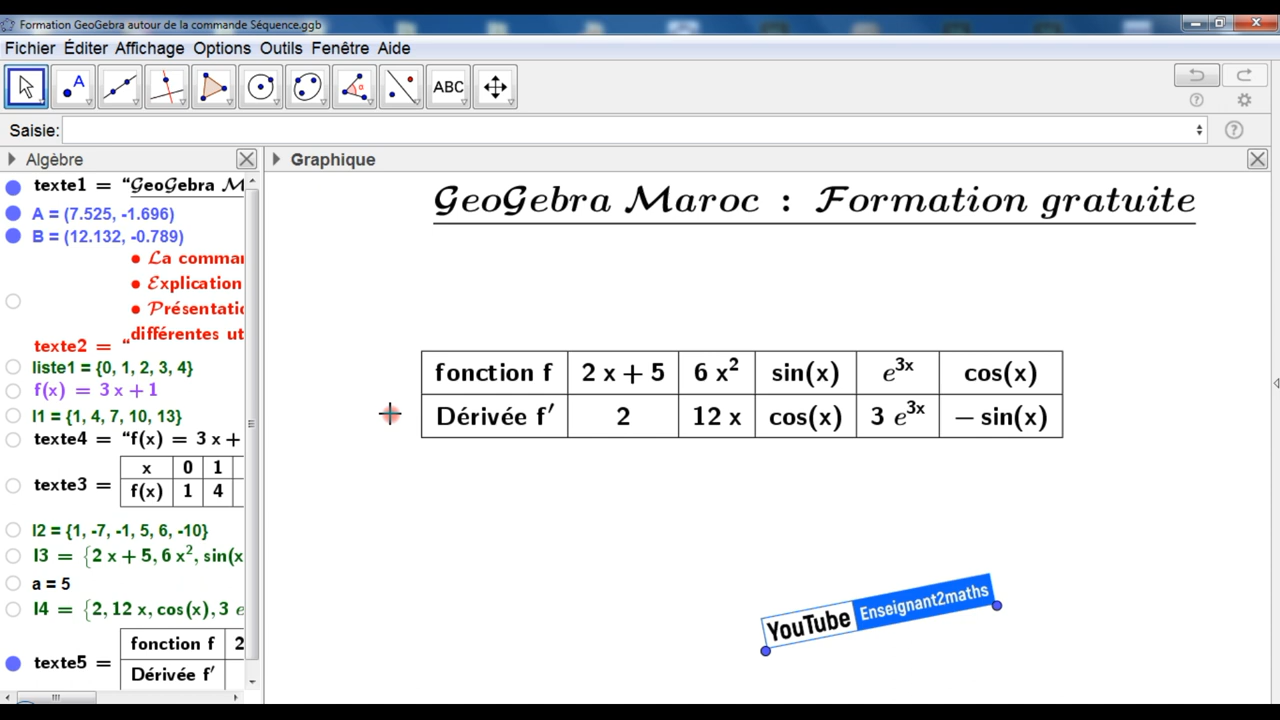 Formation GeoGebra autour de la commande Séquence.ggb
Fichier Éditer Affichage Options Outils Fenêtre Aide
A α ABC
Saisie:
Algèbre
Graphique
texte1 = “GeoGebra M
A = (7.525, -1.696)
B = (12.132, -0.789)
• La comman
• Explication
• Présentatio
différentes ut
texte2 = “
liste1 = {0, 1, 2, 3, 4}
f(x) = 3 x + 1
l1 = {1, 4, 7, 10, 13}
texte4 = “f(x) = 3 x +
x 0 1
texte3 =
f(x) 1 4
l2 = {1, -7, -1, 5, 6, -10}
l3 = {2 x + 5, 6 x², sin(x
a = 5
l4 = {2, 12 x, cos(x), 3 e
fonction f 2
texte5 =
Dérivée f′
GeoGebra Maroc : Formation gratuite
fonction f 2 x + 5 6 x² sin(x) e³ˣ cos(x)
Dérivée f′ 2 12 x cos(x) 3 e³ˣ − sin(x)
YouTube Enseignant2maths